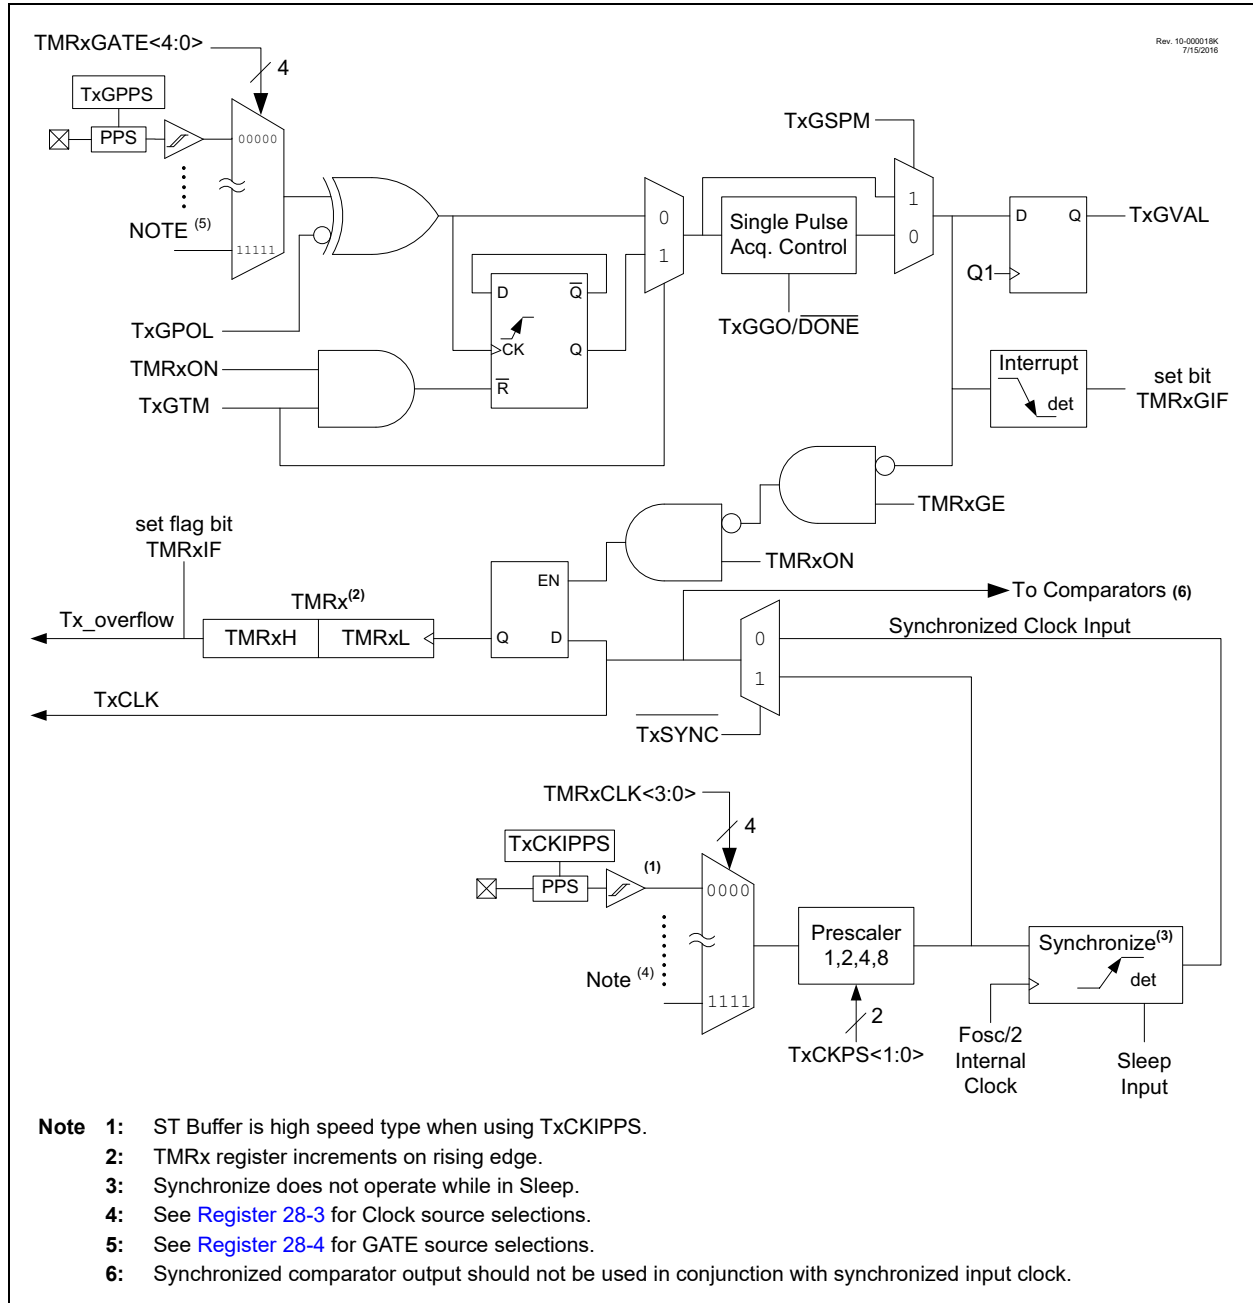 TMRxGATE<4:0>
Rev. 10-000018K
7/15/2016
4
TxGPPS
PPS
00000
NOTE (5)
11111
TxGPOL
TMRxON
TxGTM
D
Q
CK
Q
R
0
1
TxGSPM
Single Pulse
Acq. Control
TxGGO/DONE
1
0
D
Q
Q1
TxGVAL
Interrupt
det
set bit
TMRxGIF
TMRxGE
TMRxON
set flag bit
TMRxIF
Tx_overflow
TMRx(2)
TMRxH
TMRxL
EN
Q
D
To Comparators (6)
Synchronized Clock Input
0
1
TxCLK
TxSYNC
TMRxCLK<3:0>
4
TxCKIPPS
PPS
(1)
0000
Note (4)
1111
Prescaler
1,2,4,8
2
TxCKPS<1:0>
Synchronize(3)
det
Fosc/2
Internal
Clock
Sleep
Input
Note 1: ST Buffer is high speed type when using TxCKIPPS.
2: TMRx register increments on rising edge.
3: Synchronize does not operate while in Sleep.
4: See Register 28-3 for Clock source selections.
5: See Register 28-4 for GATE source selections.
6: Synchronized comparator output should not be used in conjunction with synchronized input clock.